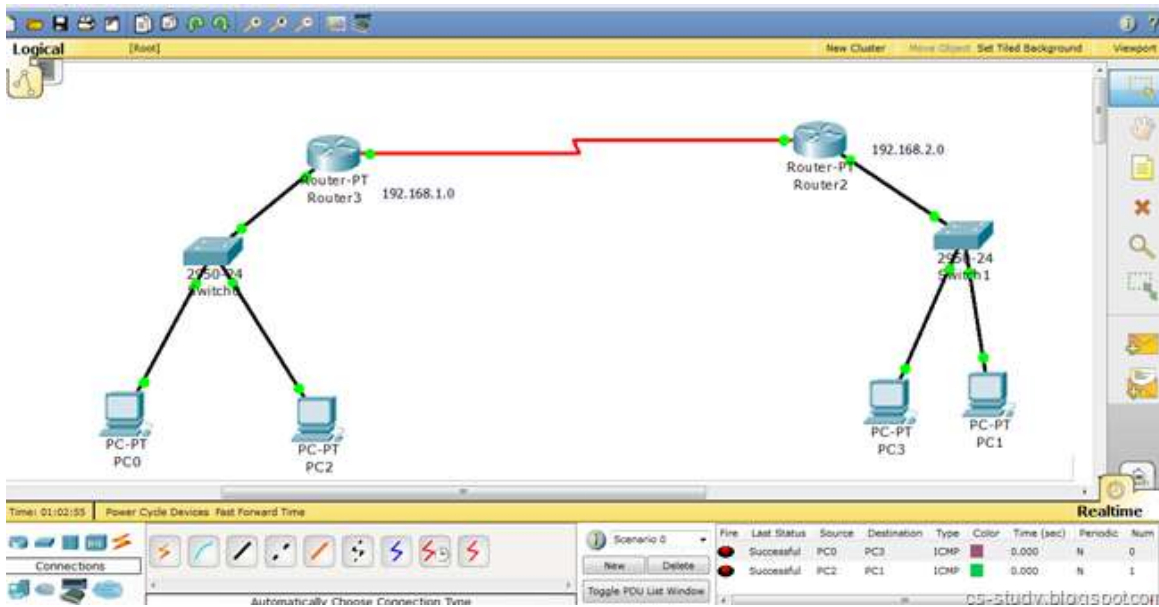 Logical [Root] New Cluster Move Object Set Tiled Background Viewport
192.168.2.0
Router-PT
Router2
Router-PT
Router3
192.168.1.0
2950-24
Switch0
2950-24
Switch1
PC-PT
PC0
PC-PT
PC2
PC-PT
PC3
PC-PT
PC1
Time: 01:02:55 Power Cycle Devices Fast Forward Time Realtime
Connections
Automatically Choose Connection Type
Scenario 0
New Delete
Toggle PDU List Window
Fire Last Status Source Destination Type Color Time (sec) Periodic Num
Successful PC0 PC3 ICMP 0.000 N 0
Successful PC2 PC1 ICMP 0.000 N 1
cs-study.blogspot.com